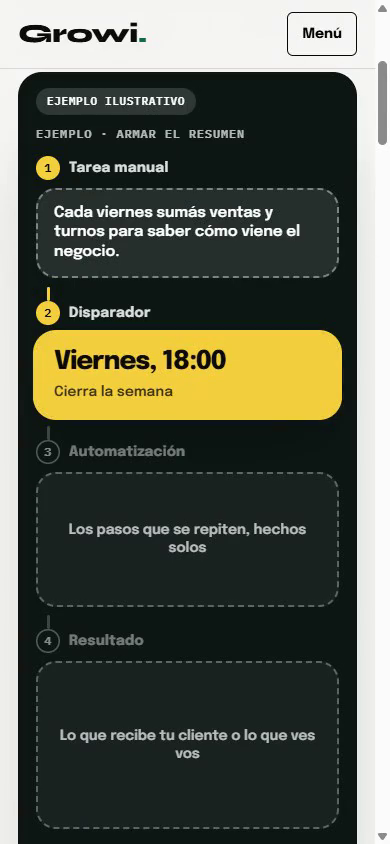 Growi.
Menú
EJEMPLO ILUSTRATIVO
EJEMPLO · ARMAR EL RESUMEN
1 Tarea manual
Cada viernes sumás ventas y
turnos para saber cómo viene el
negocio.
2 Disparador
Viernes, 18:00
Cierra la semana
3 Automatización
Los pasos que se repiten, hechos
solos
4 Resultado
Lo que recibe tu cliente o lo que ves
vos